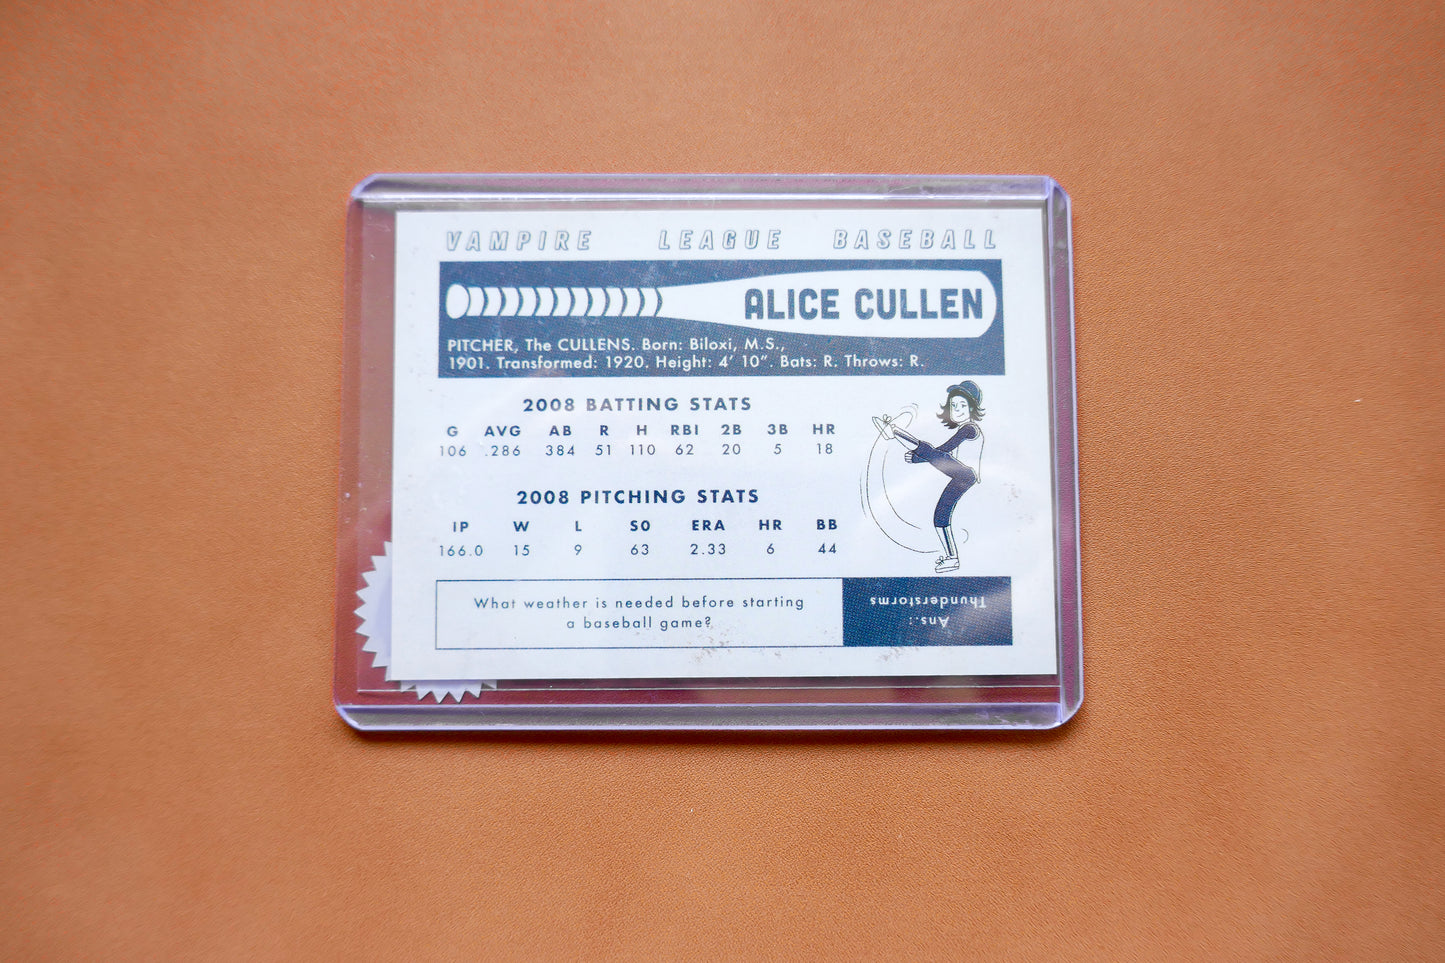 VAMPIRE LEAGUE BASEBALL
ALICE CULLEN
PITCHER, The CULLENS. Born: Biloxi, M.S.,
1901. Transformed: 1920. Height: 4' 10". Bats: R. Throws: R.
2008 BATTING STATS
G AVG AB R H RBI 2B 3B HR
106 .286 384 51 110 62 20 5 18
2008 PITCHING STATS
IP W L SO ERA HR BB
166.0 15 9 63 2.33 6 44
What weather is needed before starting
a baseball game?
Ans.:
Thunderstorms